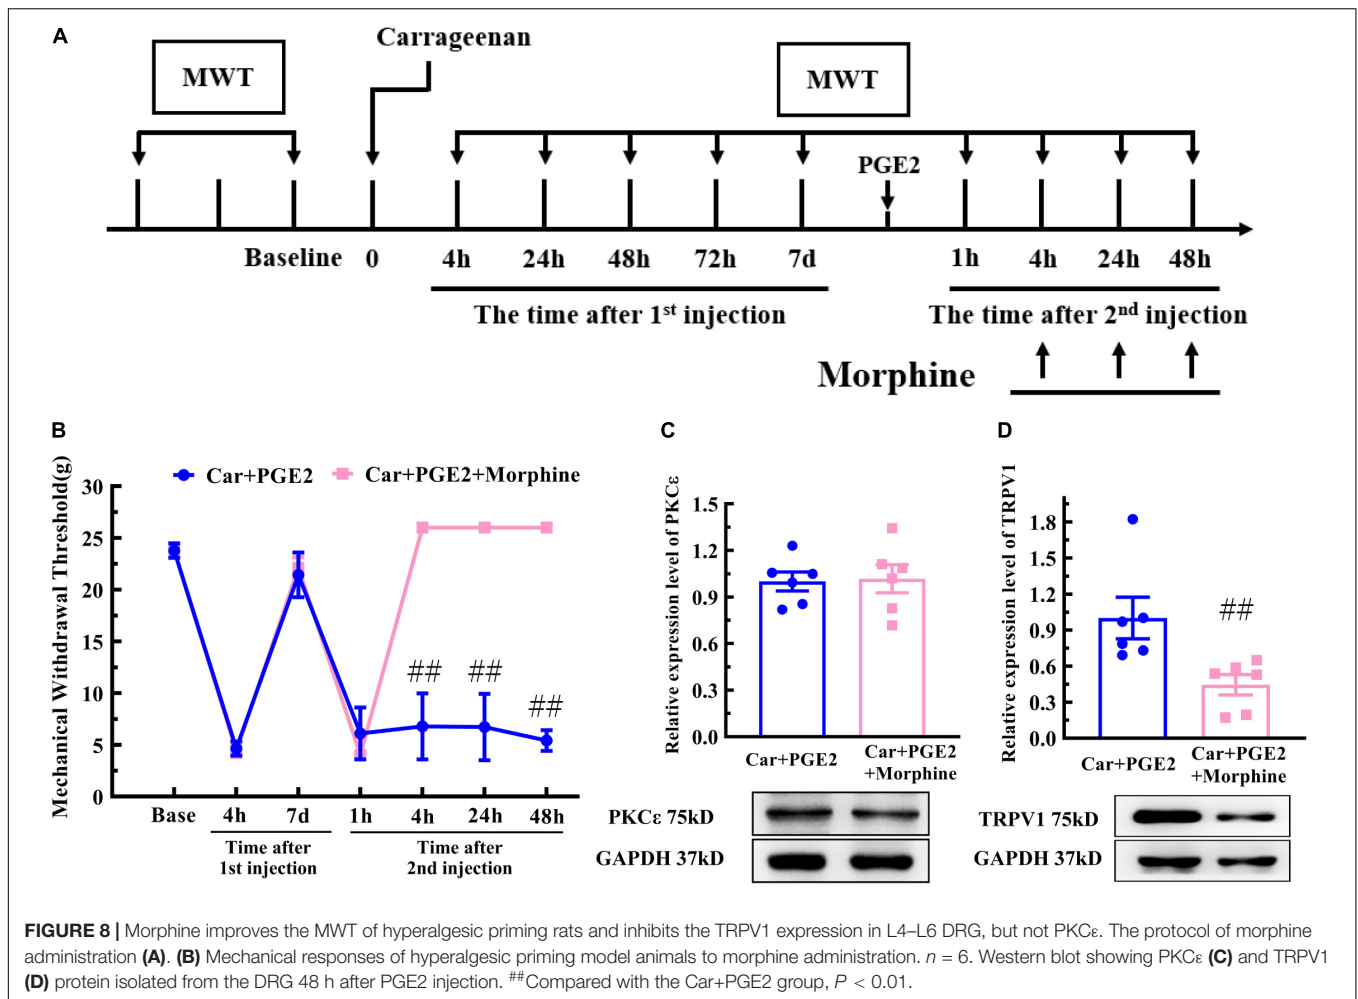 A
Carrageenan
MWT
MWT
PGE2
Baseline 0 4h 24h 48h 72h 7d 1h 4h 24h 48h
The time after 1st injection
The time after 2nd injection
Morphine
B
Car+PGE2 Car+PGE2+Morphine
Mechanical Withdrawal Threshold(g)
30
25
20
15
10
5
0
## ## ##
Base 4h 7d 1h 4h 24h 48h
Time after
1st injection
Time after
2nd injection
C
Relative expression level of PKCε
1.5
1.2
0.9
0.6
0.3
0.0
Car+PGE2
Car+PGE2
+Morphine
PKCε 75kD
GAPDH 37kD
D
Relative expression level of TRPV1
1.8
1.2
0.9
0.6
0.3
0.0
##
Car+PGE2
Car+PGE2
+Morphine
TRPV1 75kD
GAPDH 37kD
FIGURE 8 | Morphine improves the MWT of hyperalgesic priming rats and inhibits the TRPV1 expression in L4–L6 DRG, but not PKCε. The protocol of morphine
administration (A). (B) Mechanical responses of hyperalgesic priming model animals to morphine administration. n = 6. Western blot showing PKCε (C) and TRPV1
(D) protein isolated from the DRG 48 h after PGE2 injection. ##Compared with the Car+PGE2 group, P < 0.01.